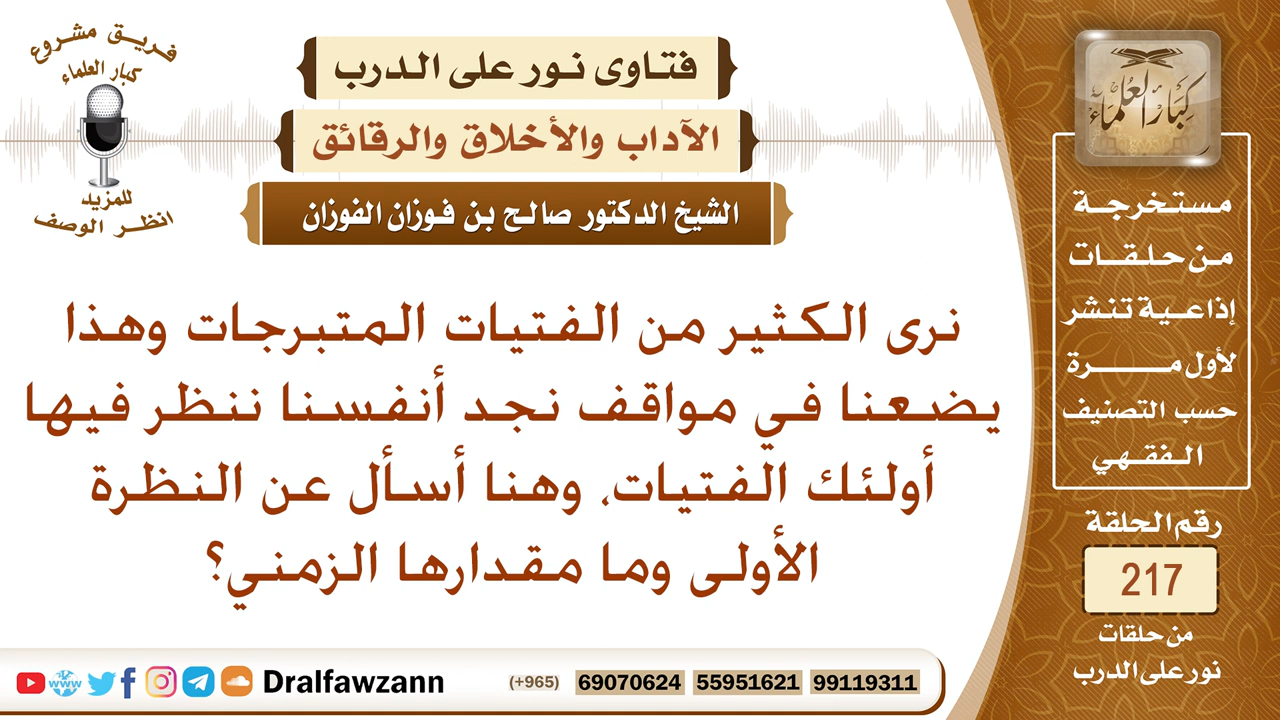 فريق مشروع
كبار العلماء
للمزيد
انظر الوصف
فتاوى نور على الدرب
الآداب والأخلاق والرقائق
الشيخ الدكتور صالح بن فوزان الفوزان
نرى الكثير من الفتيات المتبرجات وهذا
يضعنا في مواقف نجد أنفسنا ننظر فيها
أولئك الفتيات، وهنا أسأل عن النظرة
الأولى وما مقدارها الزمني؟
كبار العلماء
مستخرجة
من حلقات
إذاعية تنشر
لأول مرة
حسب التصنيف
الفقهي
رقم الحلقة
217
من حلقات
نور على الدرب
www
Dralfawzann
(+965) 69070624 55951621 99119311